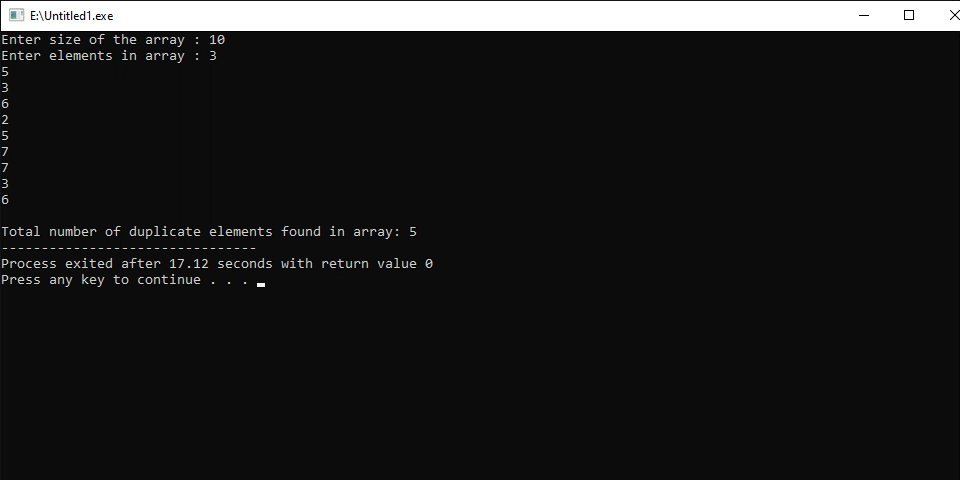 E:\Untitled1.exe
Enter size of the array : 10
Enter elements in array : 3
5
3
6
2
5
7
7
3
6
Total number of duplicate elements found in array: 5
--------------------------------
Process exited after 17.12 seconds with return value 0
Press any key to continue . . .